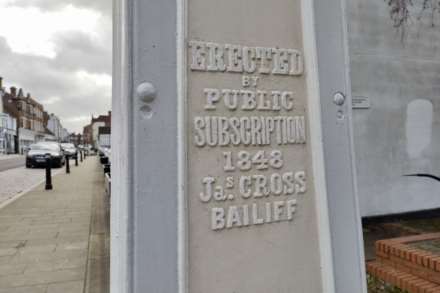 ERECTED
BY
PUBLIC
SUBSCRIPTION
1848
Jas CROSS
BAILIFF